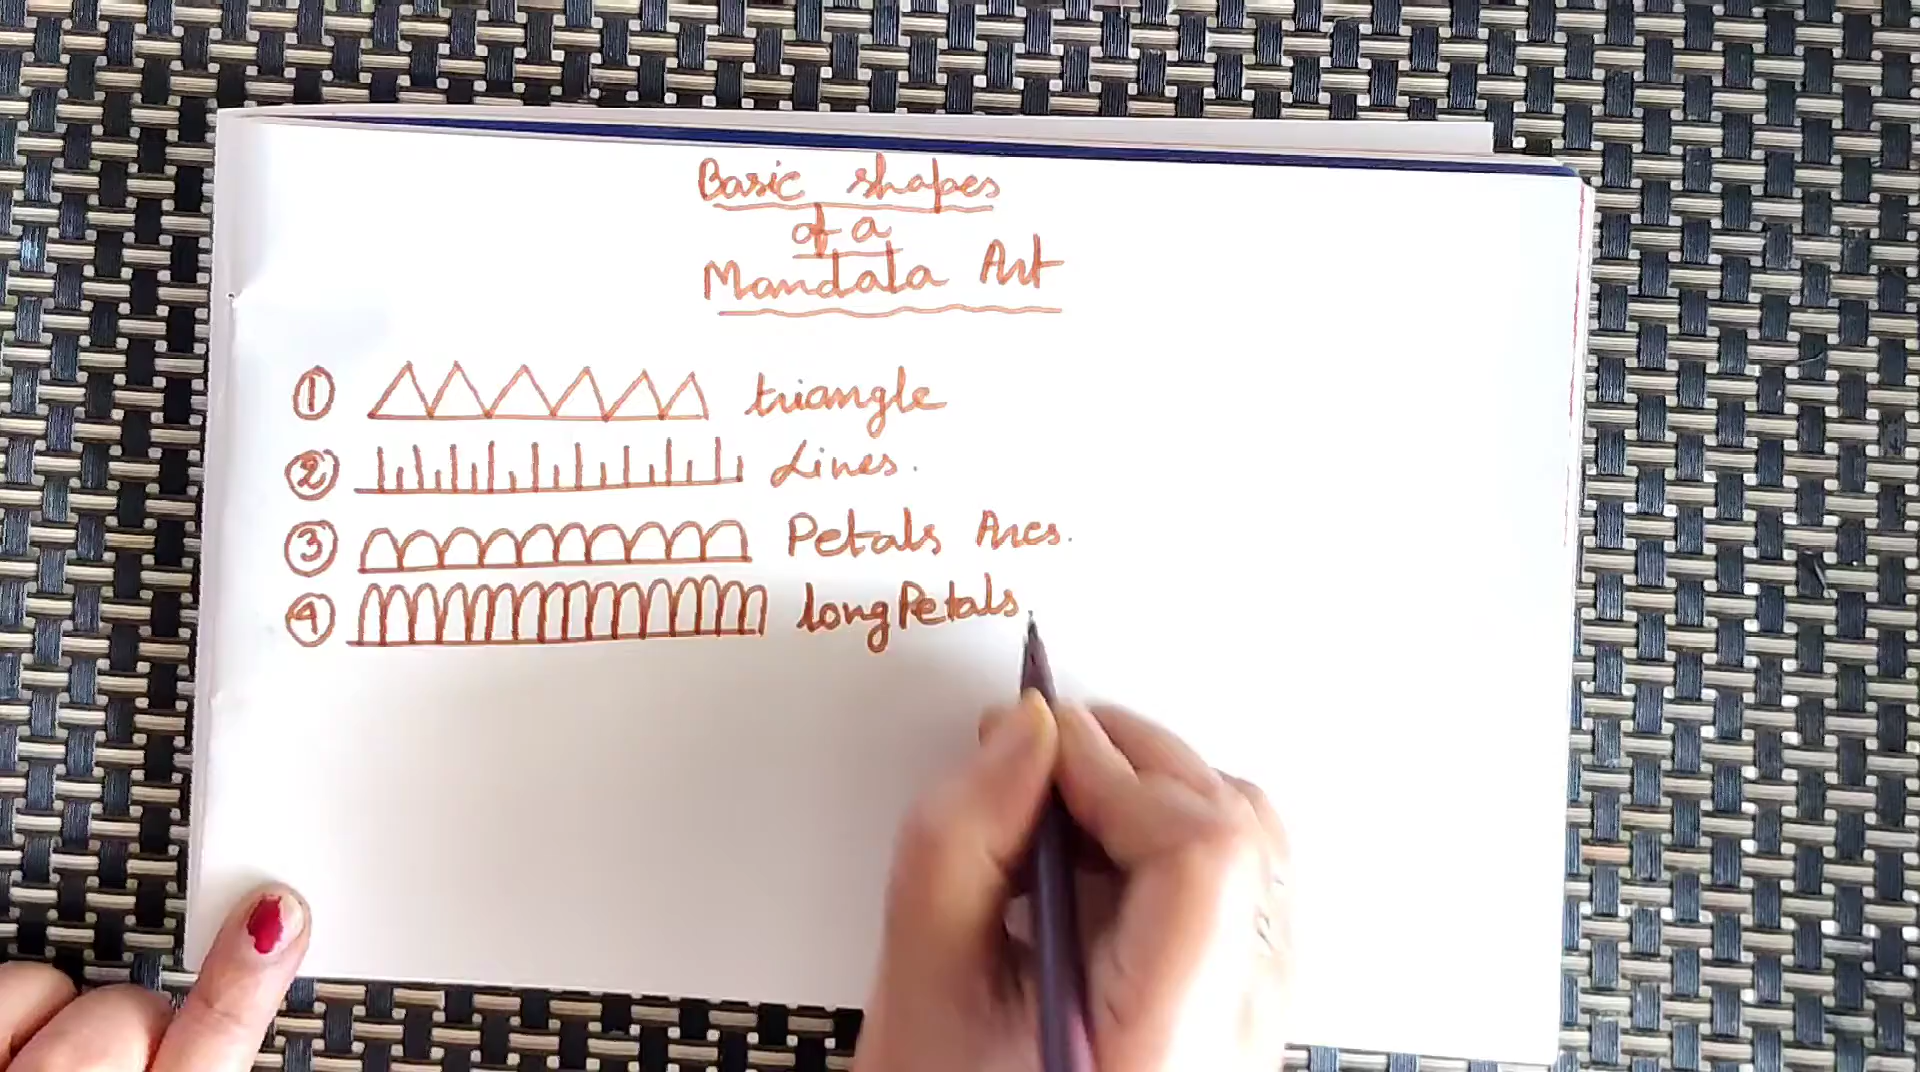 Basic shapes
of a
Mandala Art
① triangle
② Lines.
③ Petals Arcs.
④ long Petals.